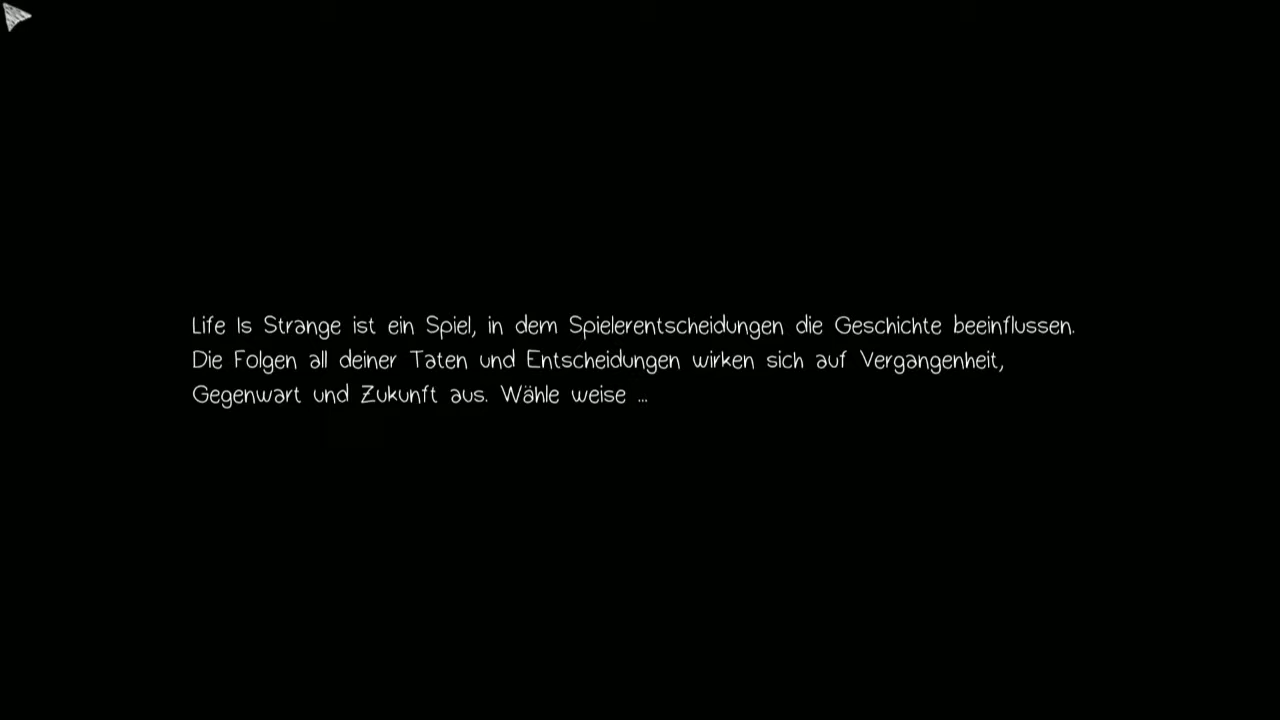 Life Is Strange ist ein Spiel, in dem Spielerentscheidungen die Geschichte beeinflussen.
Die Folgen all deiner Taten und Entscheidungen wirken sich auf Vergangenheit,
Gegenwart und Zukunft aus. Wähle weise ...